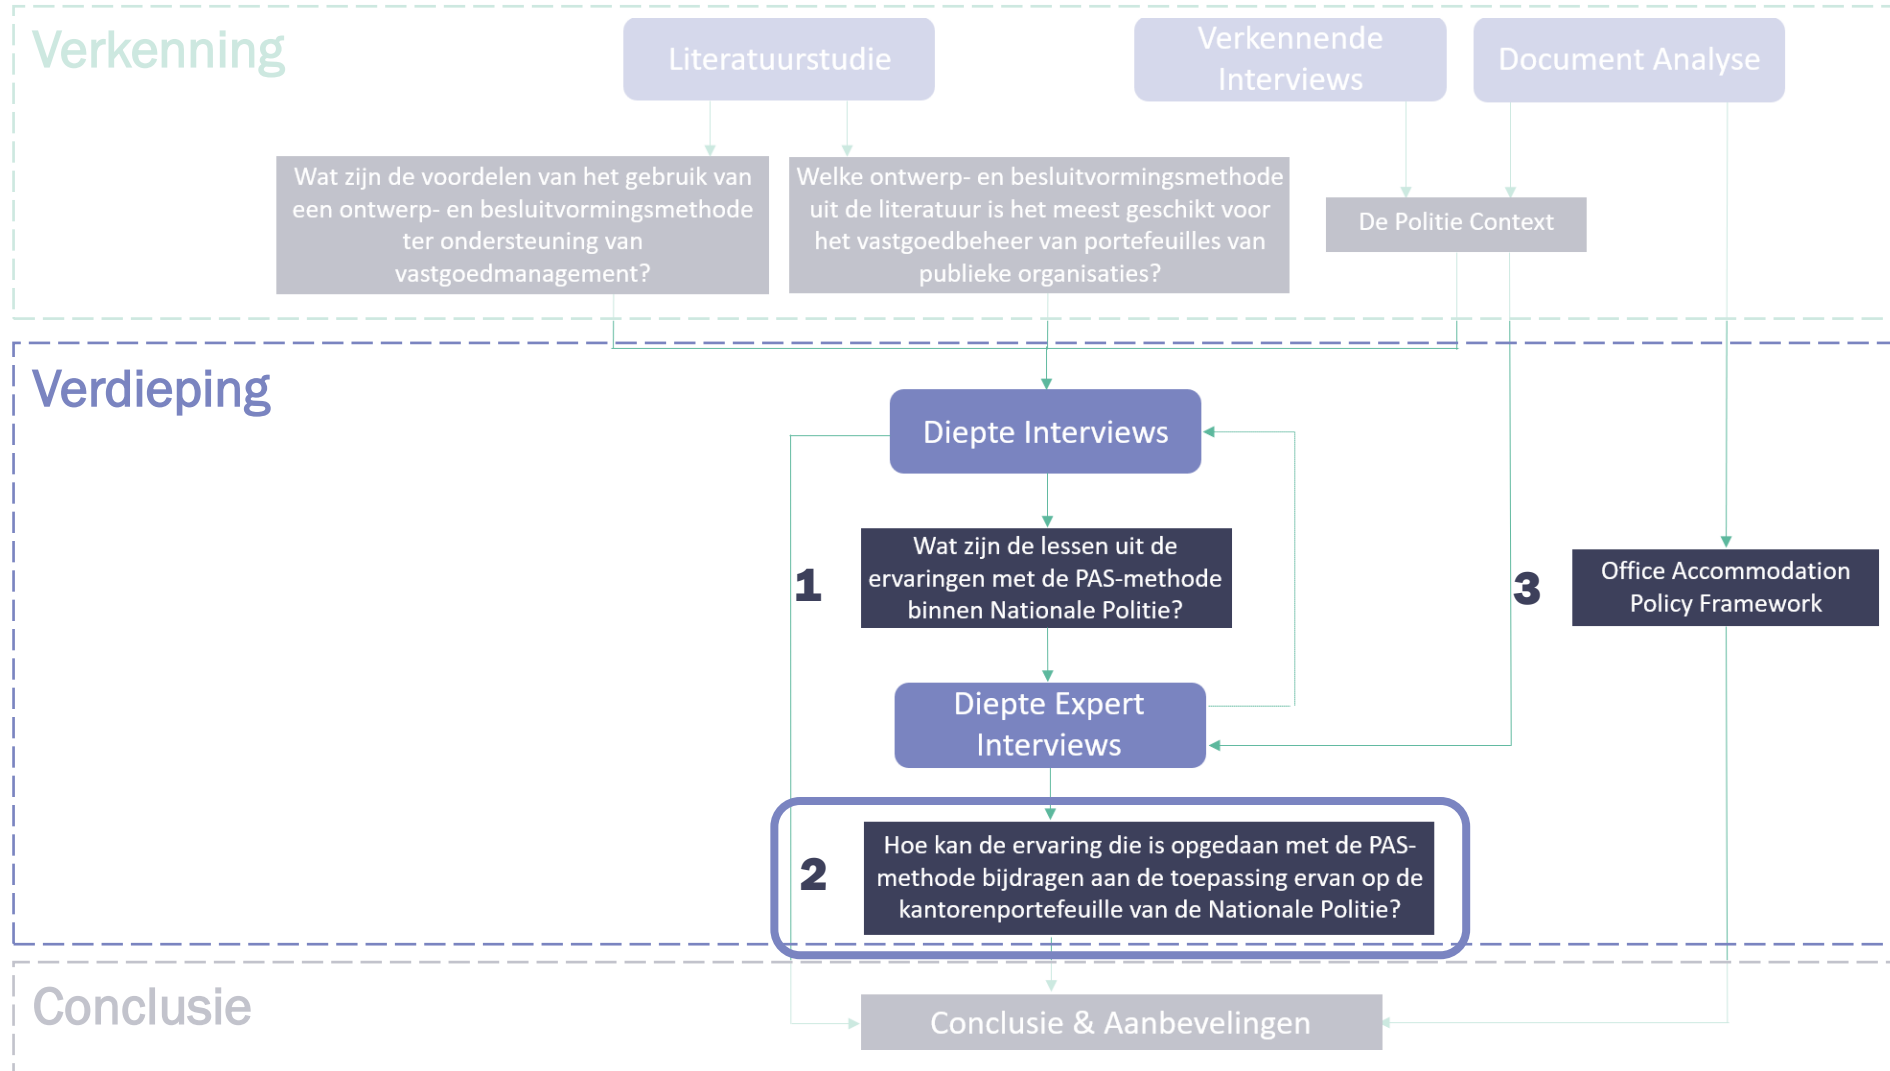 Verkenning
Literatuurstudie
Verkennende
Interviews
Document Analyse
Wat zijn de voordelen van het gebruik van
een ontwerp- en besluitvormingsmethode
ter ondersteuning van
vastgoedmanagement?
Welke ontwerp- en besluitvormingsmethode
uit de literatuur is het meest geschikt voor
het vastgoedbeheer van portefeuilles van
publieke organisaties?
De Politie Context
Verdieping
Diepte Interviews
1
Wat zijn de lessen uit de
ervaringen met de PAS-methode
binnen Nationale Politie?
3
Office Accommodation
Policy Framework
Diepte Expert
Interviews
2
Hoe kan de ervaring die is opgedaan met de PAS-
methode bijdragen aan de toepassing ervan op de
kantorenportefeuille van de Nationale Politie?
Conclusie
Conclusie & Aanbevelingen